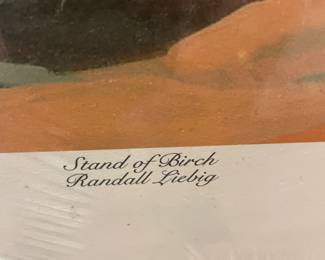 Stand of Birch
Randall Liebig